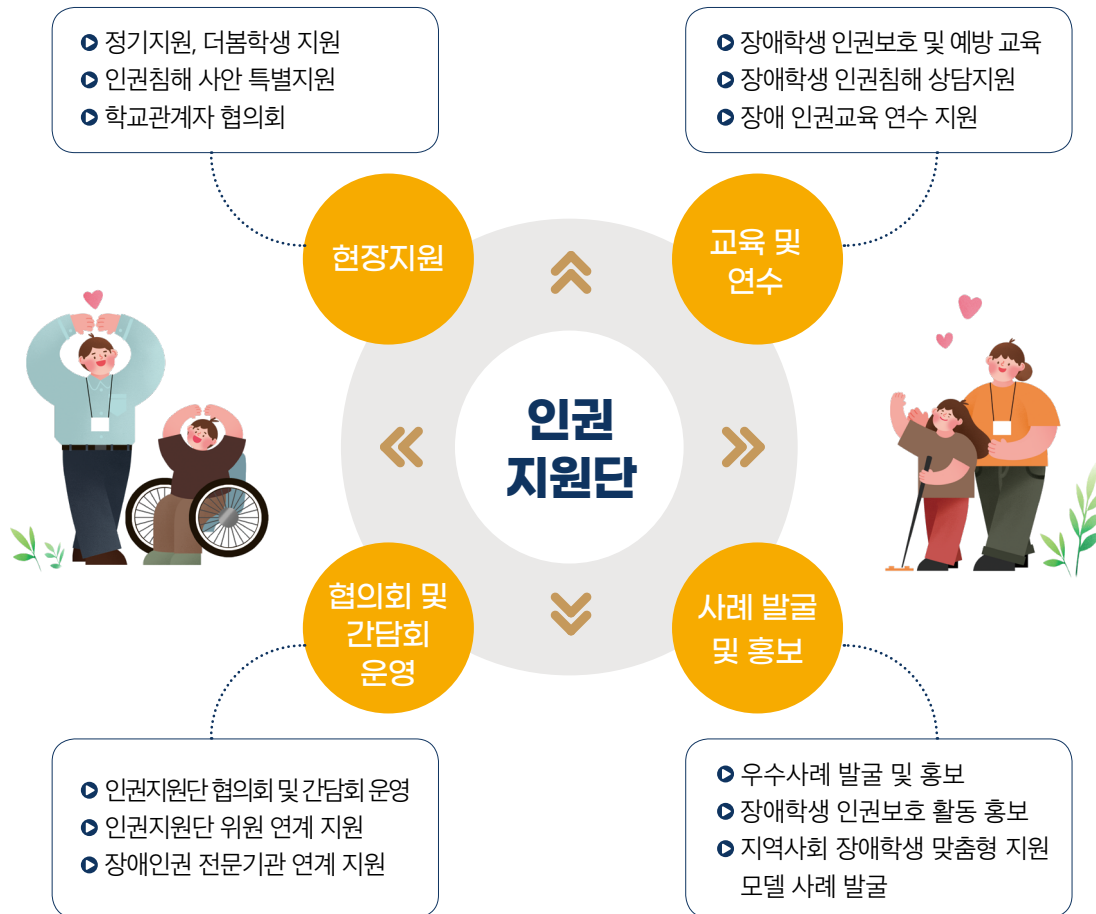 정기지원, 더봄학생 지원
인권침해 사안 특별지원
학교관계자 협의회
장애학생 인권보호 및 예방 교육
장애학생 인권침해 상담지원
장애 인권교육 연수 지원
현장지원
교육 및
연수
인권
지원단
협의회 및
간담회
운영
사례 발굴
및 홍보
인권지원단 협의회 및 간담회 운영
인권지원단 위원 연계 지원
장애인권 전문기관 연계 지원
우수사례 발굴 및 홍보
장애학생 인권보호 활동 홍보
지역사회 장애학생 맞춤형 지원
모델 사례 발굴